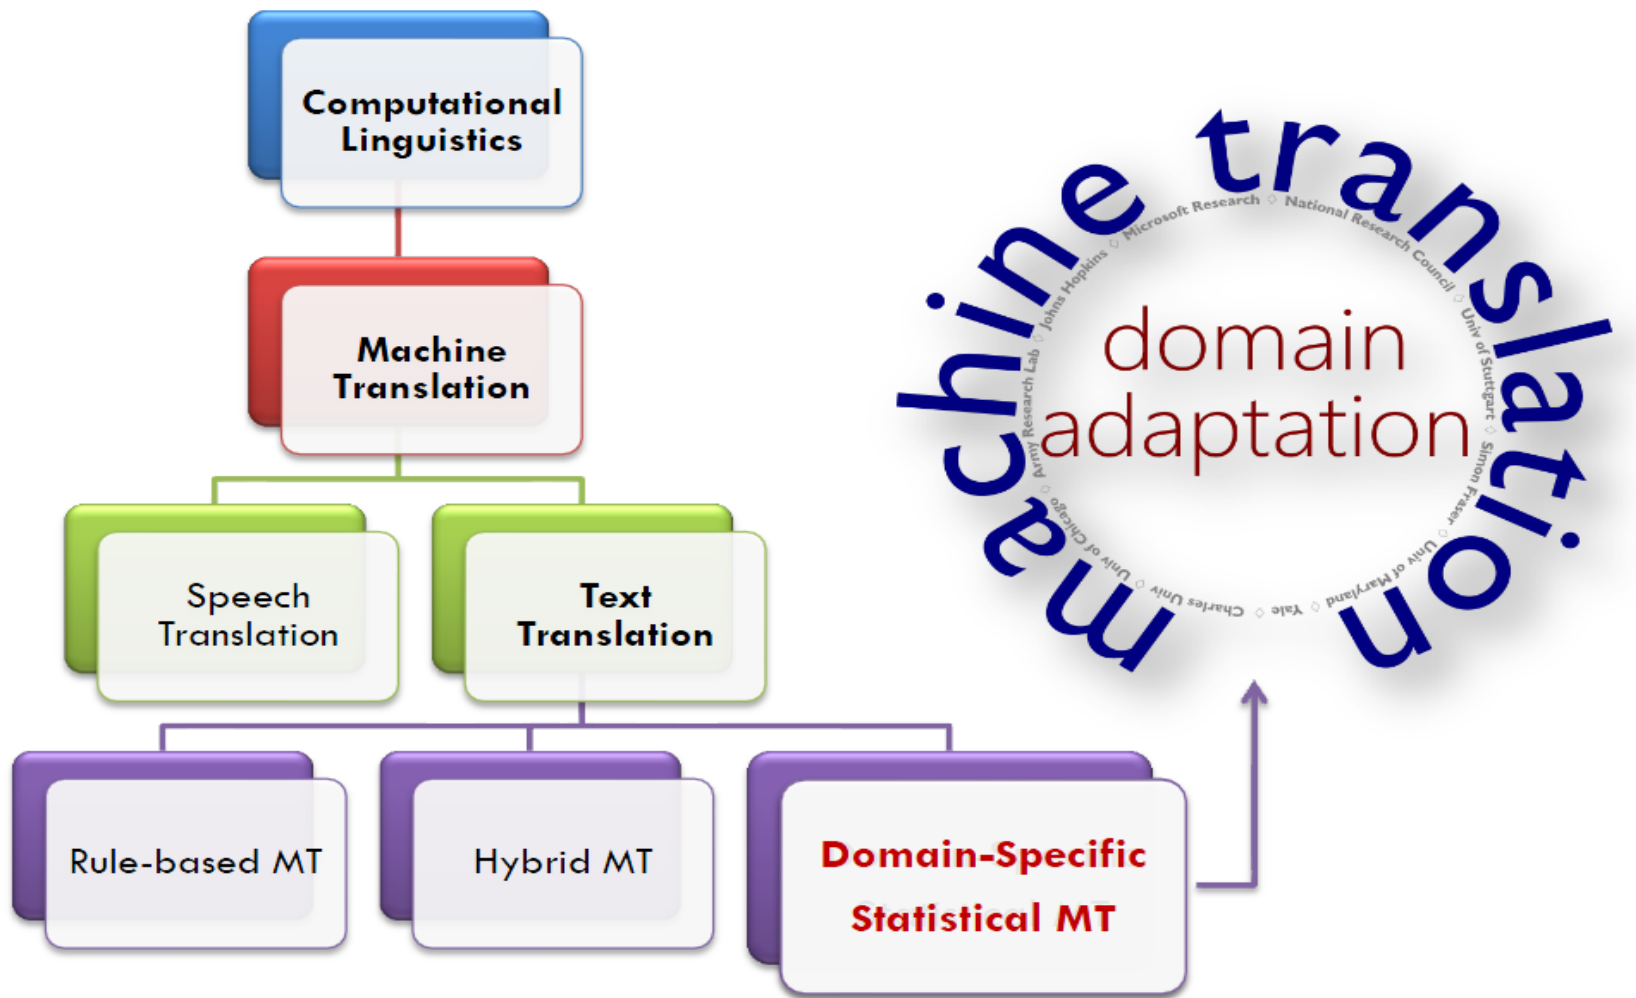 Computational
Linguistics
Machine
Translation
Speech
Translation
Text
Translation
Rule-based MT
Hybrid MT
Domain-Specific
Statistical MT
machine translation
domain
adaptation
Army Research Lab ◇ Johns Hopkins ◇ Microsoft Research ◇ National Research Council ◇ Univ of Stuttgart ◇ Simon Fraser ◇ Univ of Maryland ◇ Yale ◇ Charles Univ ◇ Univ of Chicago ◇